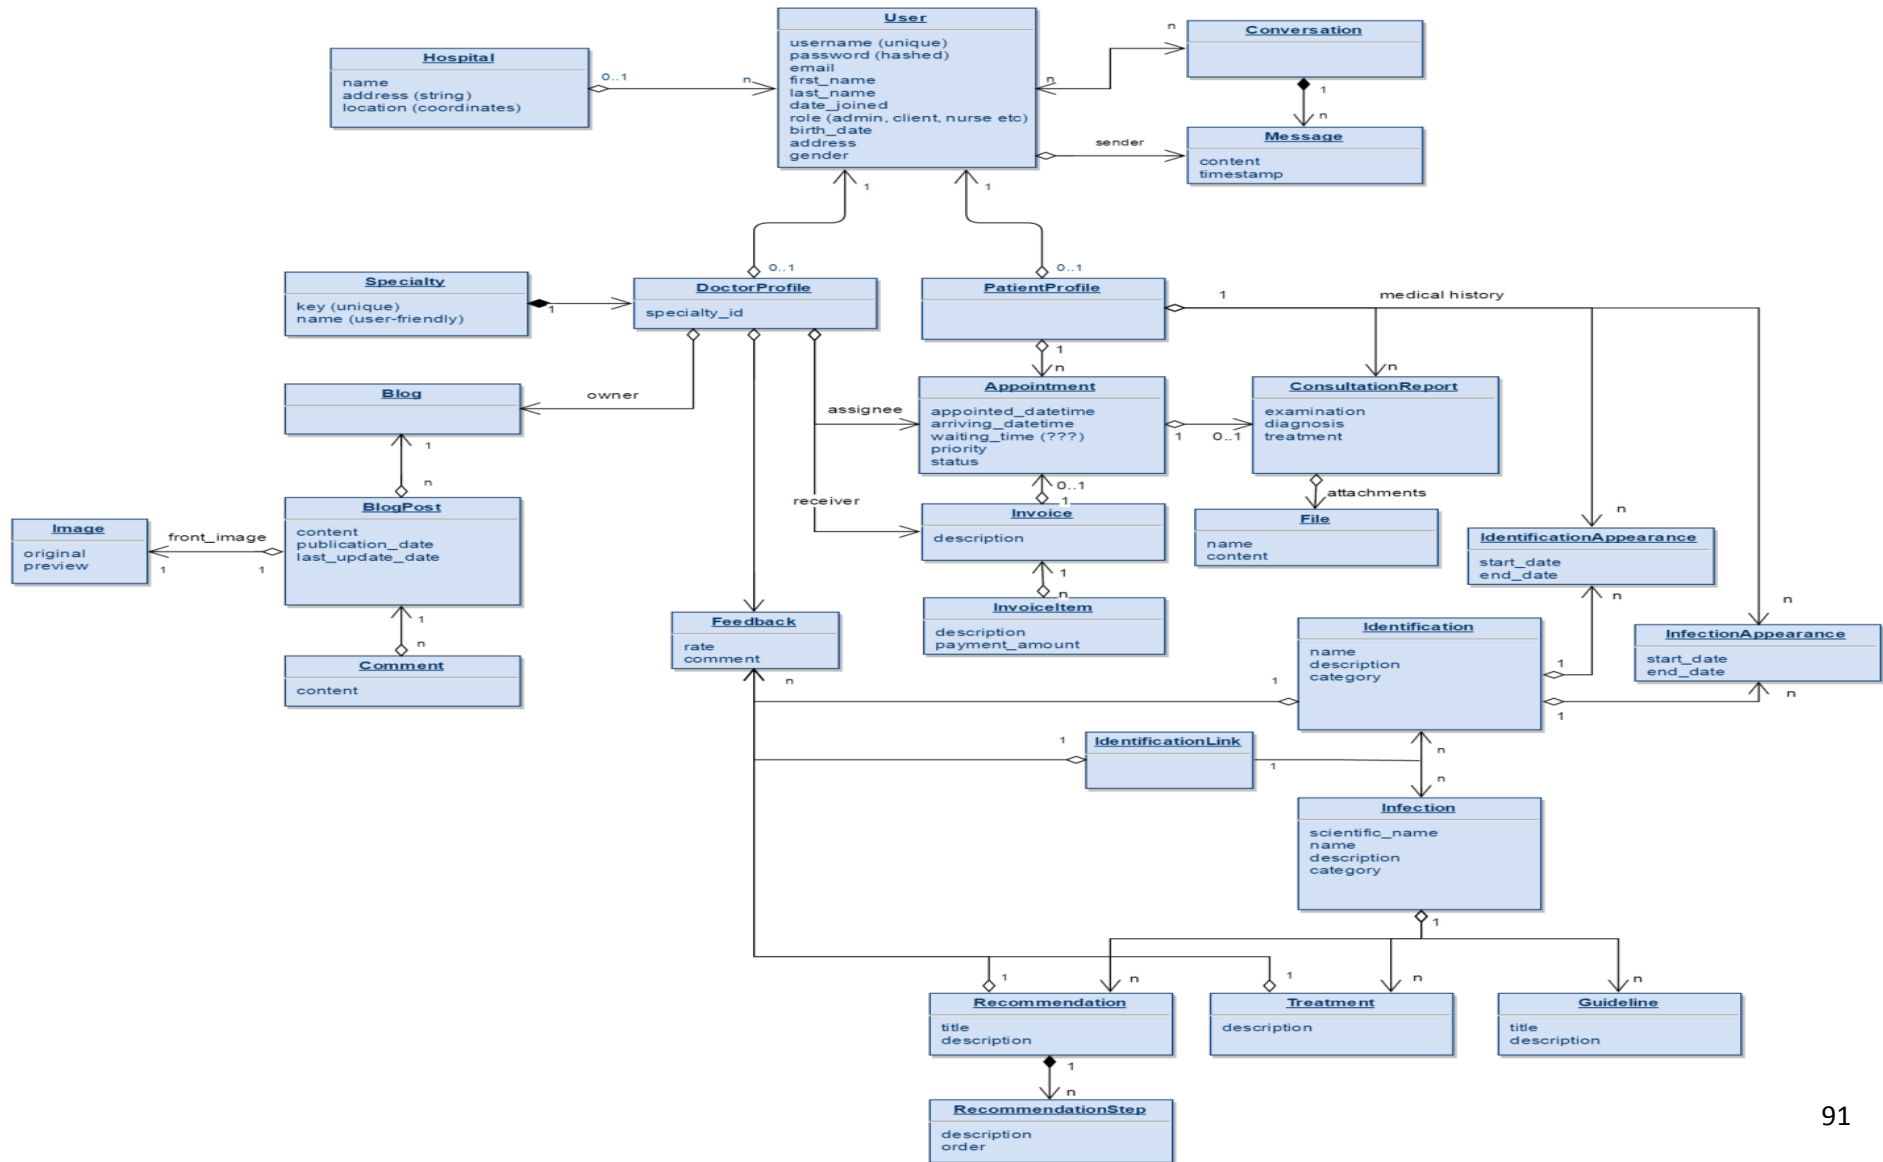 User
username (unique)
password (hashed)
email
first_name
last_name
date_joined
role (admin, client, nurse etc)
birth_date
address
gender
Hospital
name
address (string)
location (coordinates)
0..1
n
Conversation
n
n
1
n
Message
content
timestamp
sender
1
1
0..1
0..1
Specialty
key (unique)
name (user-friendly)
1
DoctorProfile
specialty_id
PatientProfile
1
medical history
1
n
n
Blog
owner
Appointment
appointed_datetime
arriving_datetime
waiting_time (???)
priority
status
assignee
1
0..1
ConsultationReport
examination
diagnosis
treatment
1
n
BlogPost
content
publication_date
last_update_date
front_image
1
1
Image
original
preview
receiver
0..1
1
Invoice
description
attachments
File
name
content
n
IdentificationAppearance
start_date
end_date
n
1
n
InvoiceItem
description
payment_amount
1
n
Comment
content
Feedback
rate
comment
n
Identification
name
description
category
1
1
1
n
InfectionAppearance
start_date
end_date
n
IdentificationLink
1
1
n
n
Infection
scientific_name
name
description
category
1
n
n
n
1
1
Recommendation
title
description
Treatment
description
Guideline
title
description
1
n
RecommendationStep
description
order
91